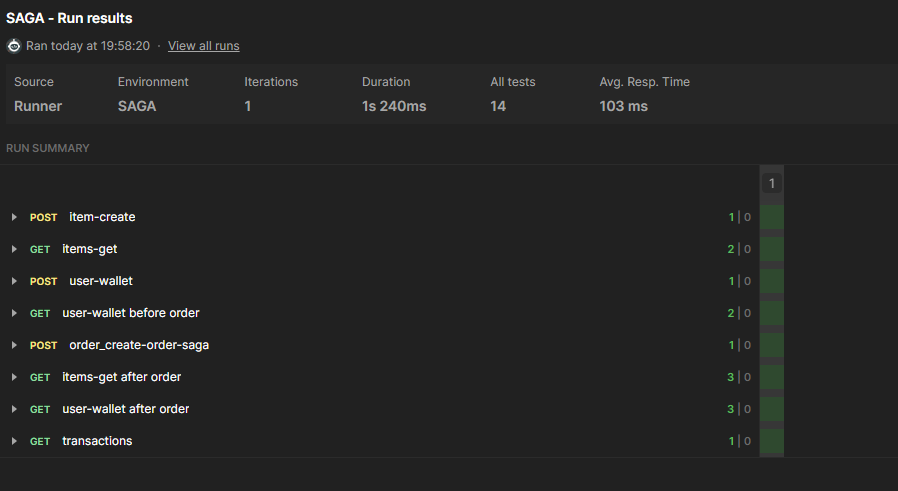 SAGA - Run results
Ran today at 19:58:20 · View all runs
Source Environment Iterations Duration All tests Avg. Resp. Time
Runner SAGA 1 1s 240ms 14 103 ms
RUN SUMMARY
1
POST item-create 1 | 0
GET items-get 2 | 0
POST user-wallet 1 | 0
GET user-wallet before order 2 | 0
POST order_create-order-saga 1 | 0
GET items-get after order 3 | 0
GET user-wallet after order 3 | 0
GET transactions 1 | 0